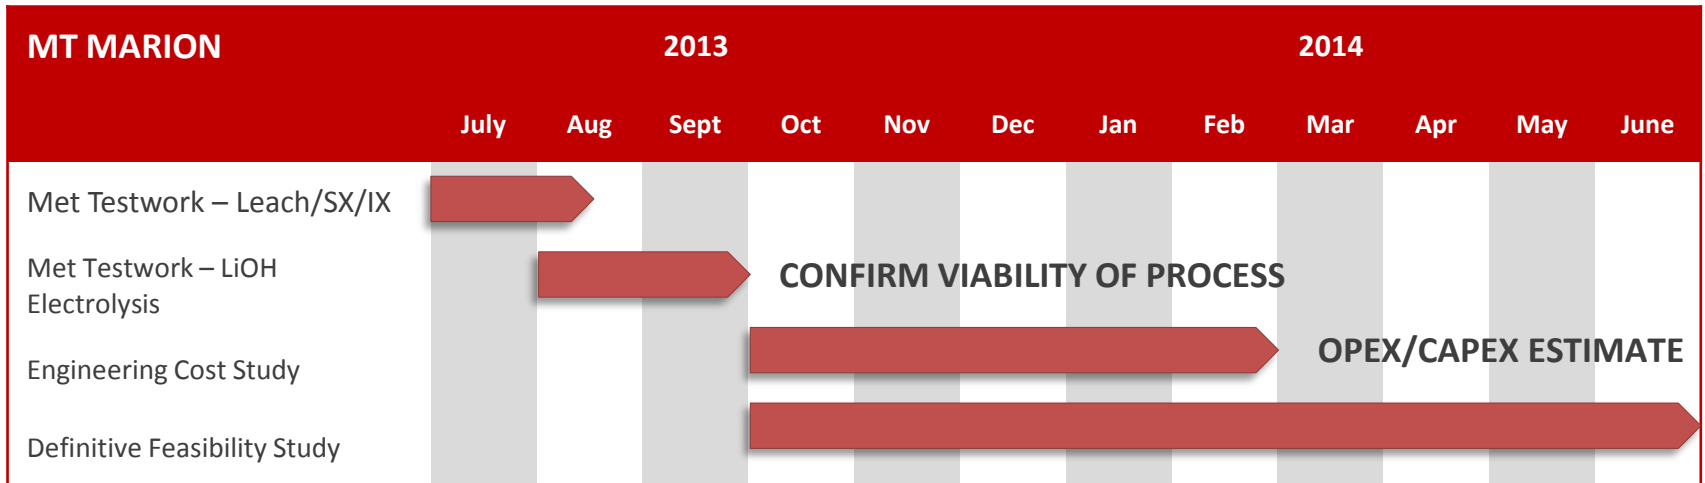 MT MARION 2013 2014
July Aug Sept Oct Nov Dec Jan Feb Mar Apr May June
Met Testwork – Leach/SX/IX
Met Testwork – LiOH
Electrolysis
CONFIRM VIABILITY OF PROCESS
Engineering Cost Study
OPEX/CAPEX ESTIMATE
Definitive Feasibility Study